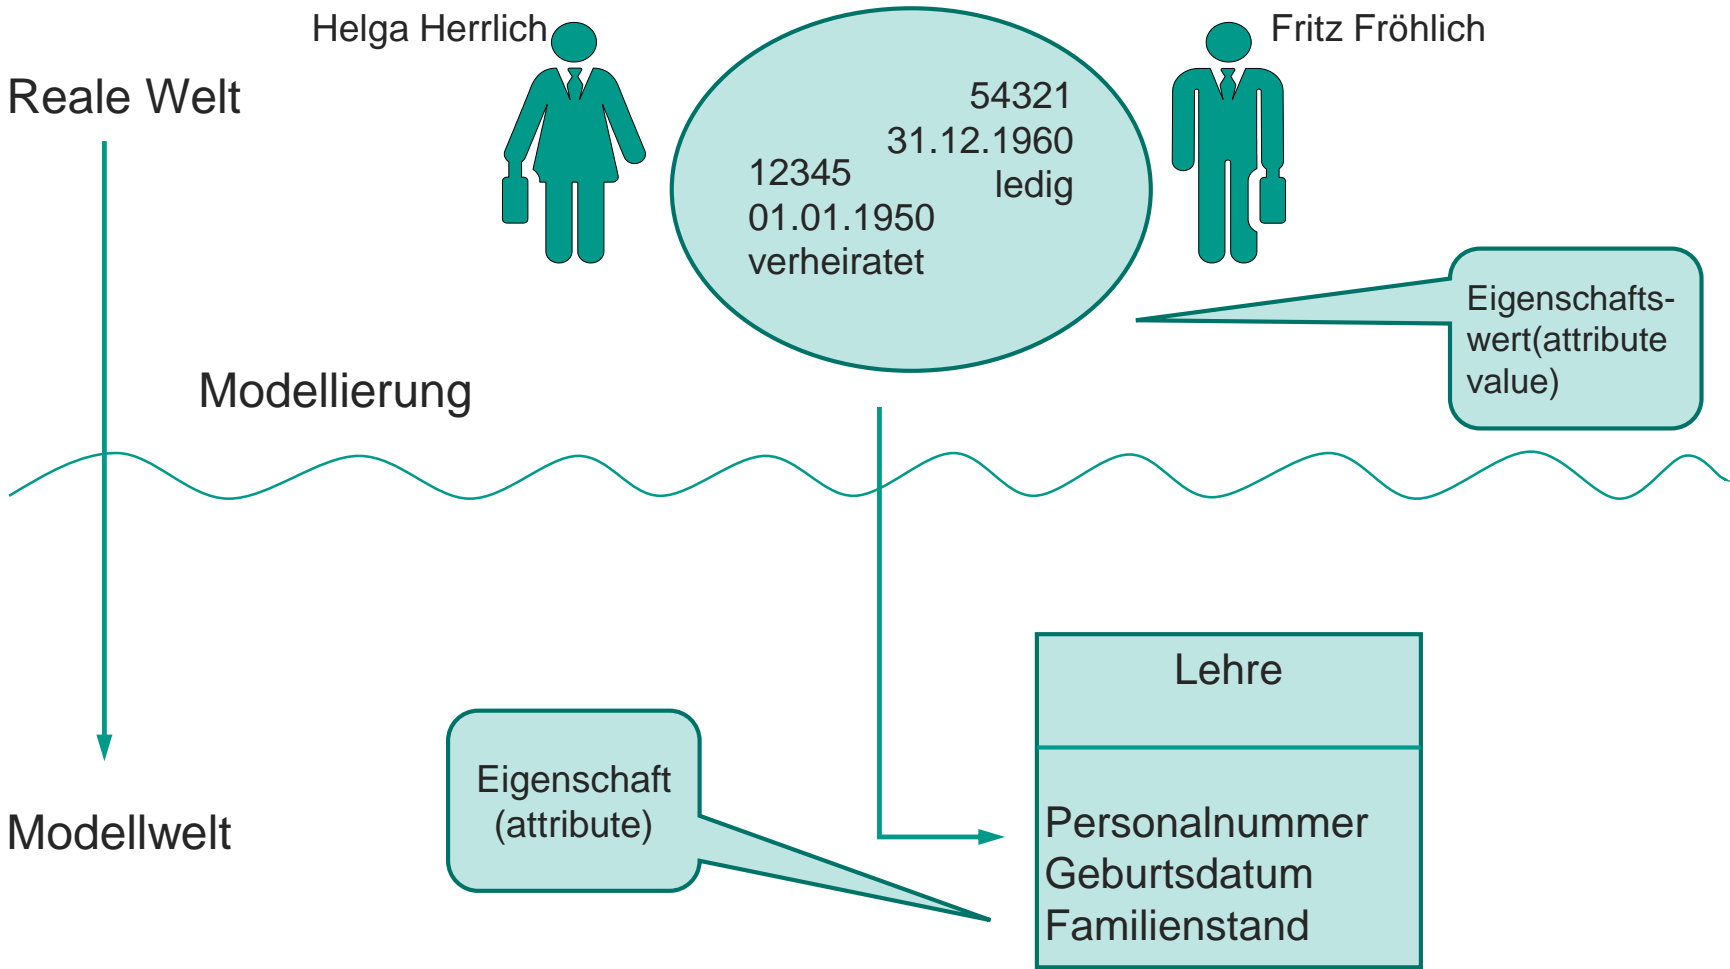 Helga Herrlich
Fritz Fröhlich
Reale Welt
54321
31.12.1960
ledig
12345
01.01.1950
verheiratet
Eigenschafts-
wert(attribute
value)
Modellierung
Lehre
Eigenschaft
(attribute)
Modellwelt
Personalnummer
Geburtsdatum
Familienstand